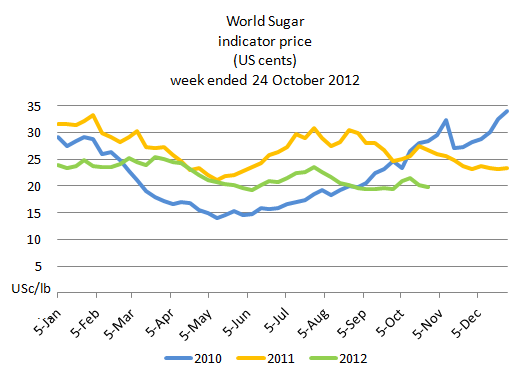 World Sugar
indicator price
(US cents)
week ended 24 October 2012
35
30
25
20
15
10
5
USc/lb
5-Jan
5-Feb
5-Mar
5-Apr
5-May
5-Jun
5-Jul
5-Aug
5-Sep
5-Oct
5-Nov
5-Dec
2010
2011
2012